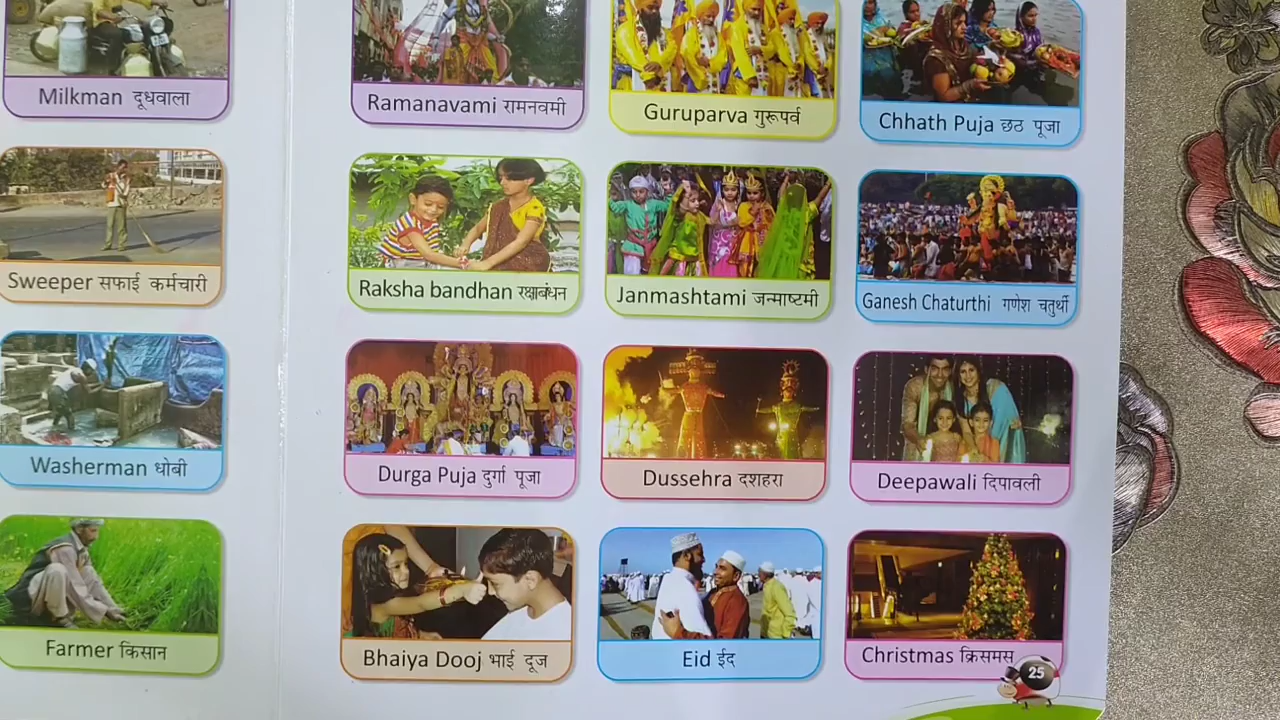 Milkman दूधवाला
Sweeper सफाई कर्मचारी
Washerman धोबी
Farmer किसान
Ramanavami रामनवमी
Guruparva गुरूपर्व
Chhath Puja छठ पूजा
Raksha bandhan रक्षाबंधन
Janmashtami जन्माष्टमी
Ganesh Chaturthi गणेश चतुर्थी
Durga Puja दुर्गा पूजा
Dussehra दशहरा
Deepawali दिपावली
Bhaiya Dooj भाई दूज
Eid ईद
Christmas क्रिसमस
25